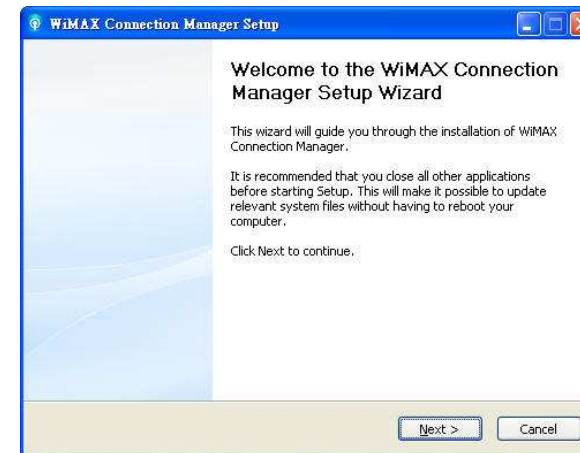 WiMAX Connection Manager Setup
Welcome to the WiMAX Connection
Manager Setup Wizard
This wizard will guide you through the installation of WiMAX
Connection Manager.
It is recommended that you close all other applications
before starting Setup. This will make it possible to update
relevant system files without having to reboot your
computer.
Click Next to continue.
Next >
Cancel